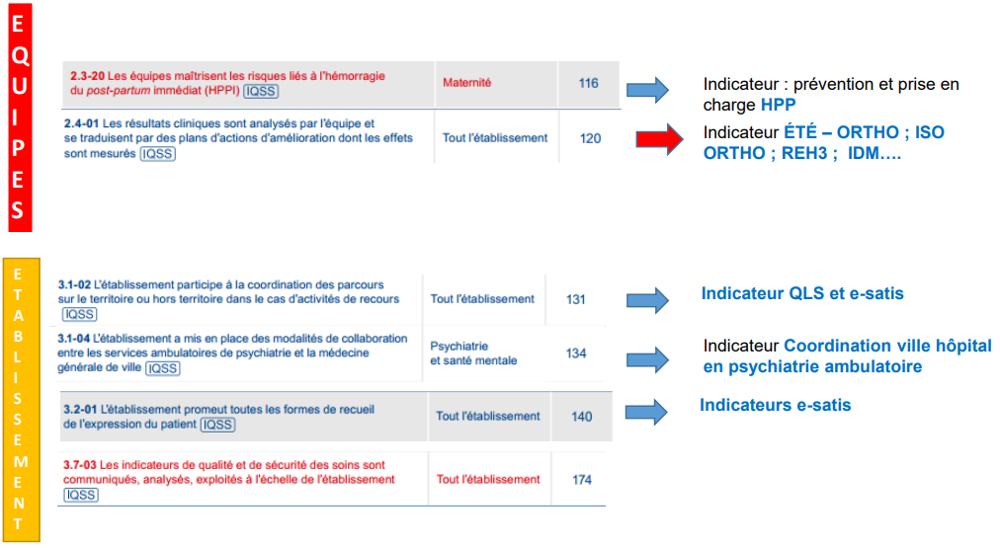 EQUIPES
2.3-20 Les équipes maîtrisent les risques liés à l'hémorragie
du post-partum immédiat (HPPI) IQSS
Maternité
116
Indicateur : prévention et prise en
charge HPP
2.4-01 Les résultats cliniques sont analysés par l'équipe et
se traduisent par des plans d'actions d'amélioration dont les effets
sont mesurés IQSS
Tout l'établissement
120
Indicateur ÉTÉ – ORTHO ; ISO
ORTHO ; REH3 ; IDM....
ETABLISSEMENT
3.1-02 L'établissement participe à la coordination des parcours
sur le territoire ou hors territoire dans le cas d'activités de recours
IQSS
Tout l'établissement
131
Indicateur QLS et e-satis
3.1-04 L'établissement a mis en place des modalités de collaboration
entre les services ambulatoires de psychiatrie et la médecine
générale de ville IQSS
Psychiatrie
et santé mentale
134
Indicateur Coordination ville hôpital
en psychiatrie ambulatoire
3.2-01 L'établissement promeut toutes les formes de recueil
de l'expression du patient IQSS
Tout l'établissement
140
Indicateurs e-satis
3.7-03 Les indicateurs de qualité et de sécurité des soins sont
communiqués, analysés, exploités à l'échelle de l'établissement
IQSS
Tout l'établissement
174